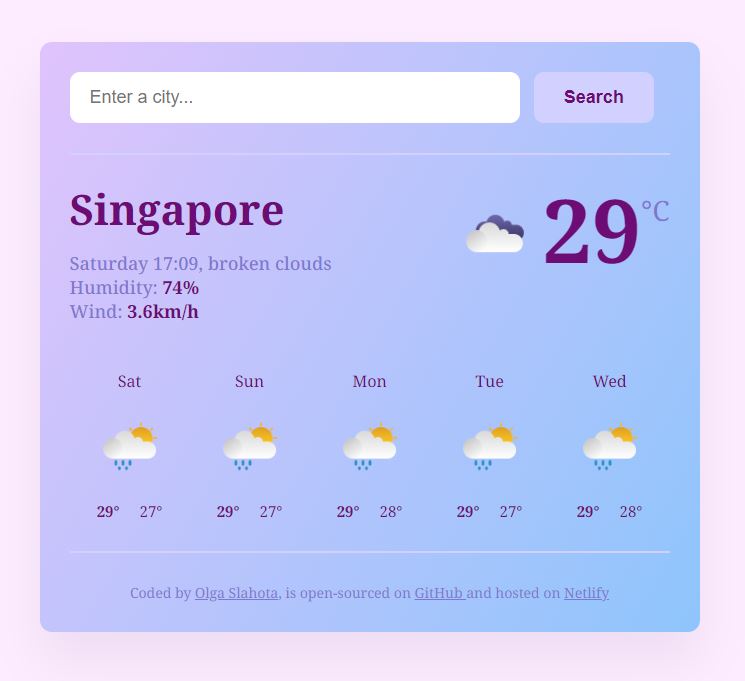 Enter a city...
Search
Singapore
29 °C
Saturday 17:09, broken clouds
Humidity: 74%
Wind: 3.6km/h
Sat Sun Mon Tue Wed
29° 27° 29° 27° 29° 28° 29° 27° 29° 28°
Coded by Olga Slahota, is open-sourced on GitHub and hosted on Netlify